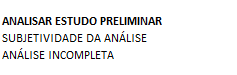 ANALISAR ESTUDO PRELIMINAR
SUBJETIVIDADE DA ANÁLISE
ANÁLISE INCOMPLETA